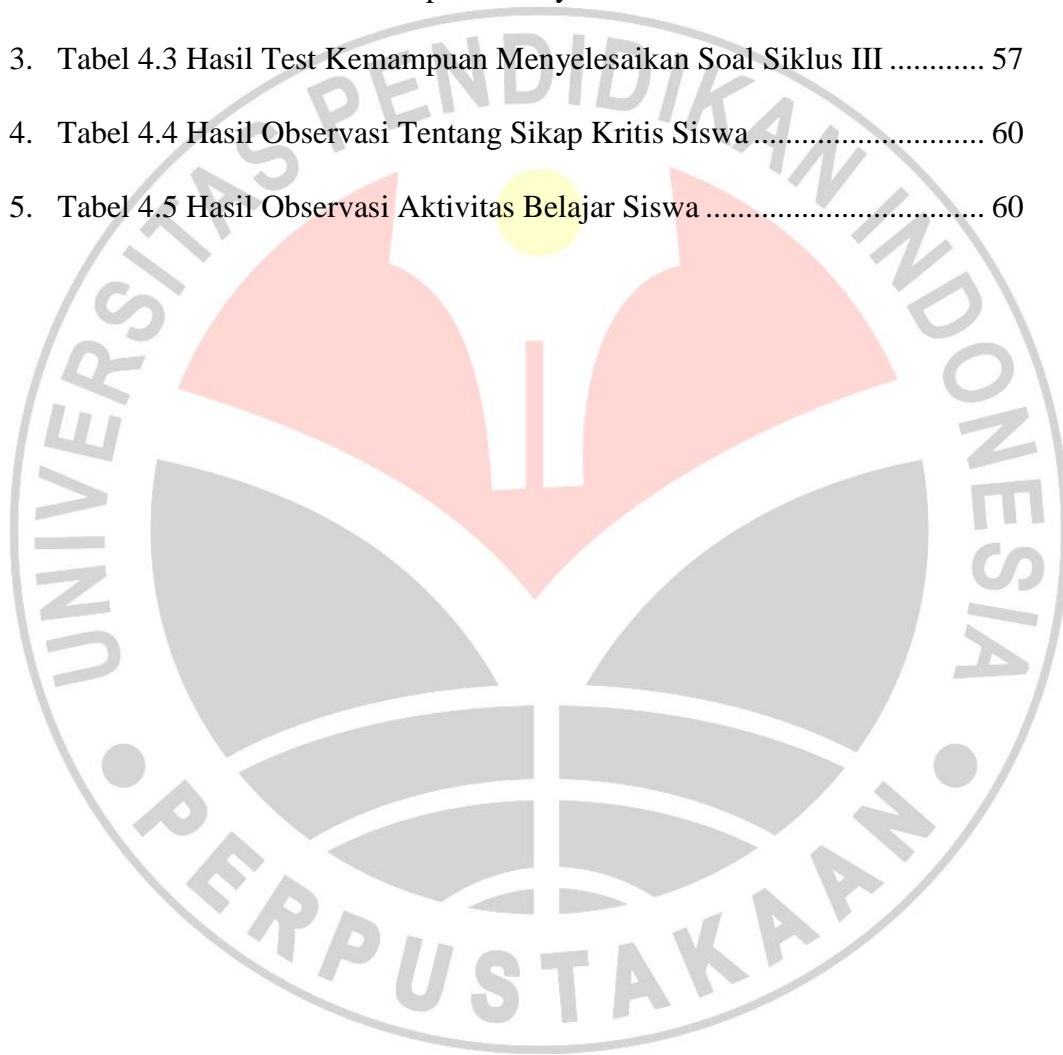 3. Tabel 4.3 Hasil Test Kemampuan Menyelesaikan Soal Siklus III ............ 57
4. Tabel 4.4 Hasil Observasi Tentang Sikap Kritis Siswa ............................ 60
5. Tabel 4.5 Hasil Observasi Aktivitas Belajar Siswa .................................. 60
UNIVERSITAS PENDIDIKAN INDONESIA
PERPUSTAKAAN